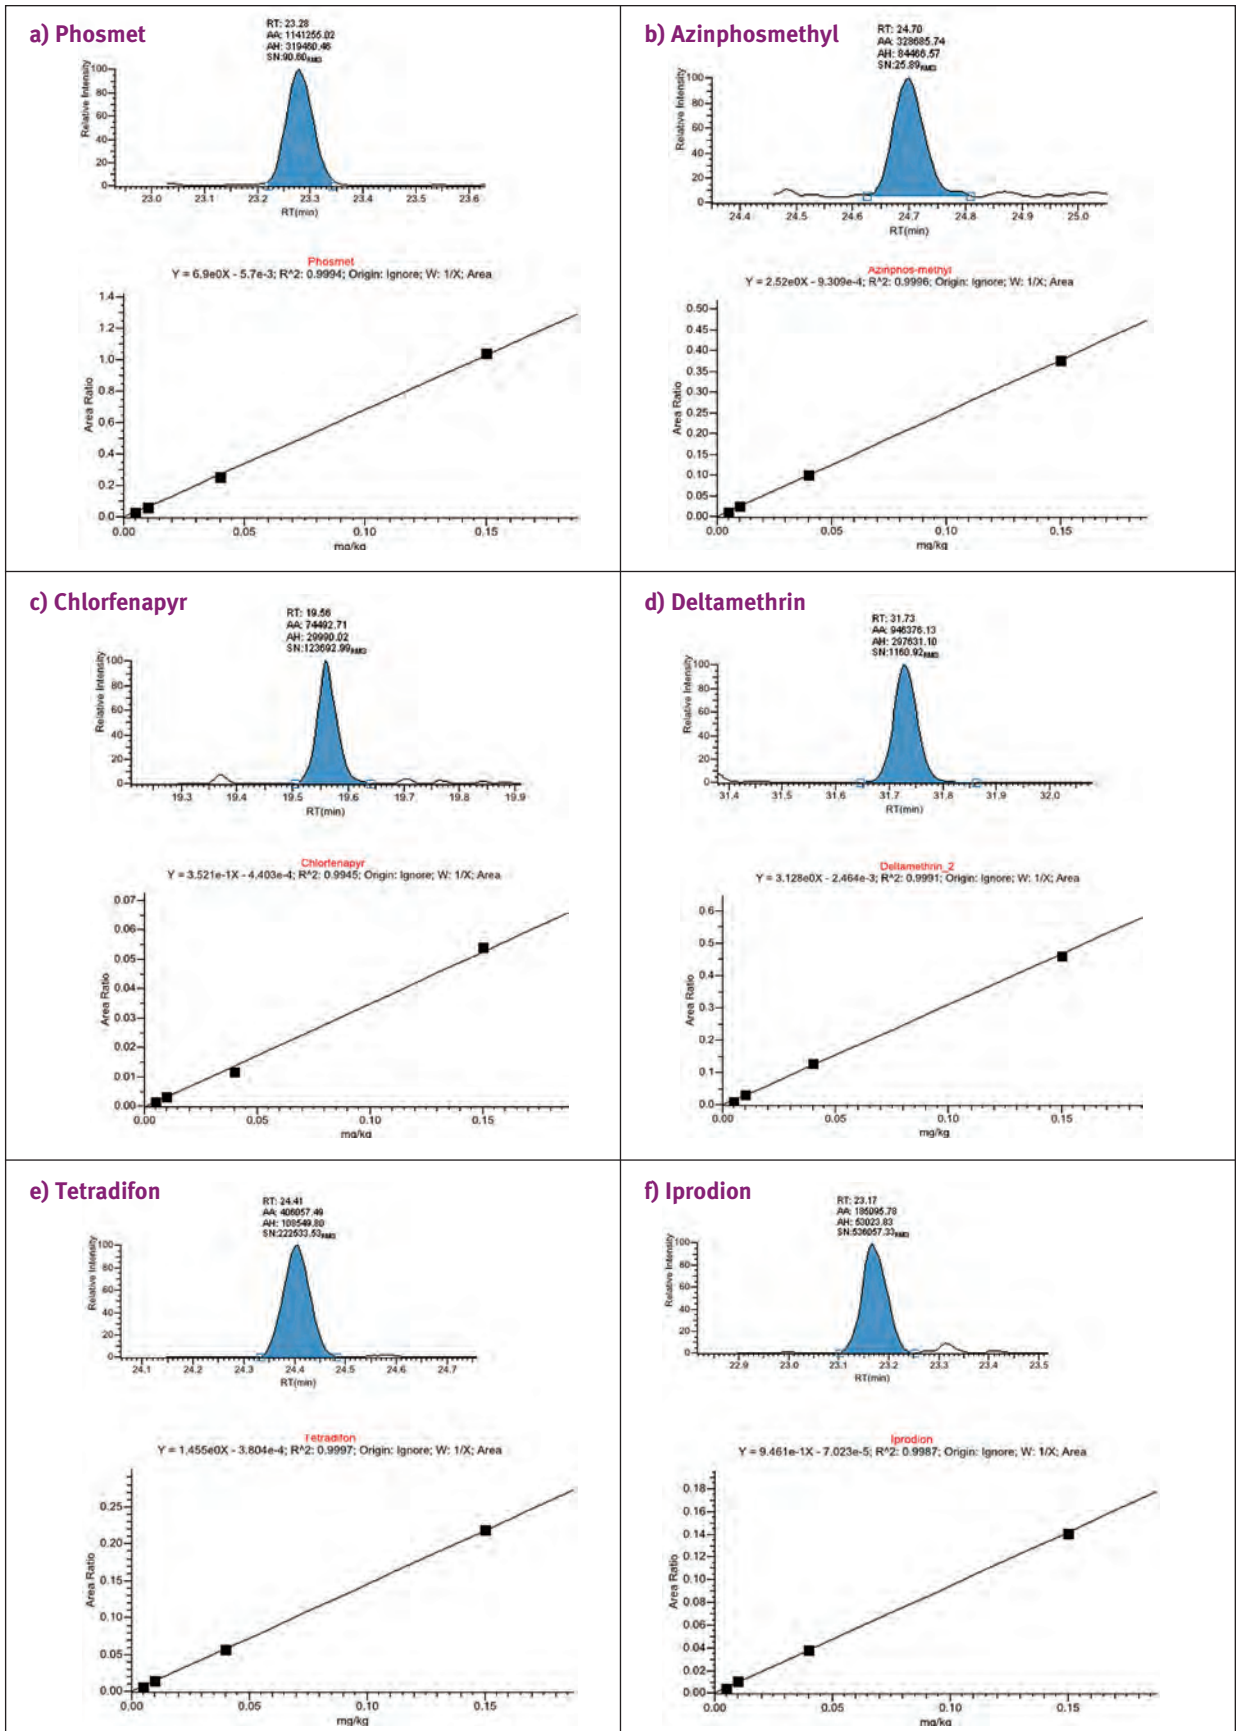 a) Phosmet
RT: 23.28
AA: 1141255.02
AH: 319460.46
SN:90.60RMS
Relative Intensity
100
80
60
40
20
0
23.0 23.1 23.2 23.3 23.4 23.5 23.6
RT(min)
Phosmet
Y = 6.9e0X - 5.7e-3; R^2: 0.9994; Origin: Ignore; W: 1/X; Area
Area Ratio
1.4
1.2
1.0
0.8
0.6
0.4
0.2
0.0
0.00 0.05 0.10 0.15
mg/kg
b) Azinphosmethyl
RT: 24.70
AA: 328685.74
AH: 84466.57
SN:25.89RMS
Relative Intensity
100
80
60
40
20
0
24.4 24.5 24.6 24.7 24.8 24.9 25.0
RT(min)
Azinphos-methyl
Y = 2.52e0X - 9.309e-4; R^2: 0.9996; Origin: Ignore; W: 1/X; Area
Area Ratio
0.50
0.45
0.40
0.35
0.30
0.25
0.20
0.15
0.10
0.05
0.00
0.00 0.05 0.10 0.15
mg/kg
c) Chlorfenapyr
RT: 19.56
AA: 74492.71
AH: 29990.02
SN:123692.99RMS
Relative Intensity
100
80
60
40
20
0
19.3 19.4 19.5 19.6 19.7 19.8 19.9
RT(min)
Chlorfenapyr
Y = 3.521e-1X - 4.403e-4; R^2: 0.9945; Origin: Ignore; W: 1/X; Area
Area Ratio
0.07
0.06
0.05
0.04
0.03
0.02
0.01
0.00
0.00 0.05 0.10 0.15
mg/kg
d) Deltamethrin
RT: 31.73
AA: 946376.13
AH: 297631.10
SN:1160.92RMS
Relative Intensity
100
80
60
40
20
0
31.4 31.5 31.6 31.7 31.8 31.9 32.0
RT(min)
Deltamethrin_2
Y = 3.128e0X - 2.464e-3; R^2: 0.9991; Origin: Ignore; W: 1/X; Area
Area Ratio
0.6
0.5
0.4
0.3
0.2
0.1
0.0
0.00 0.05 0.10 0.15
mg/kg
e) Tetradifon
RT: 24.41
AA: 406057.49
AH: 108549.80
SN:222533.53RMS
Relative Intensity
100
80
60
40
20
0
24.1 24.2 24.3 24.4 24.5 24.6 24.7
RT(min)
Tetradifon
Y = 1.455e0X - 3.804e-4; R^2: 0.9997; Origin: Ignore; W: 1/X; Area
Area Ratio
0.25
0.20
0.15
0.10
0.05
0.00
0.00 0.05 0.10 0.15
mg/kg
f) Iprodion
RT: 23.17
AA: 185095.78
AH: 53023.83
SN:536057.33RMS
Relative Intensity
100
80
60
40
20
0
22.9 23.0 23.1 23.2 23.3 23.4 23.5
RT(min)
Iprodion
Y = 9.461e-1X - 7.023e-5; R^2: 0.9987; Origin: Ignore; W: 1/X; Area
Area Ratio
0.18
0.16
0.14
0.12
0.10
0.08
0.06
0.04
0.02
0.00
0.00 0.05 0.10 0.15
mg/kg